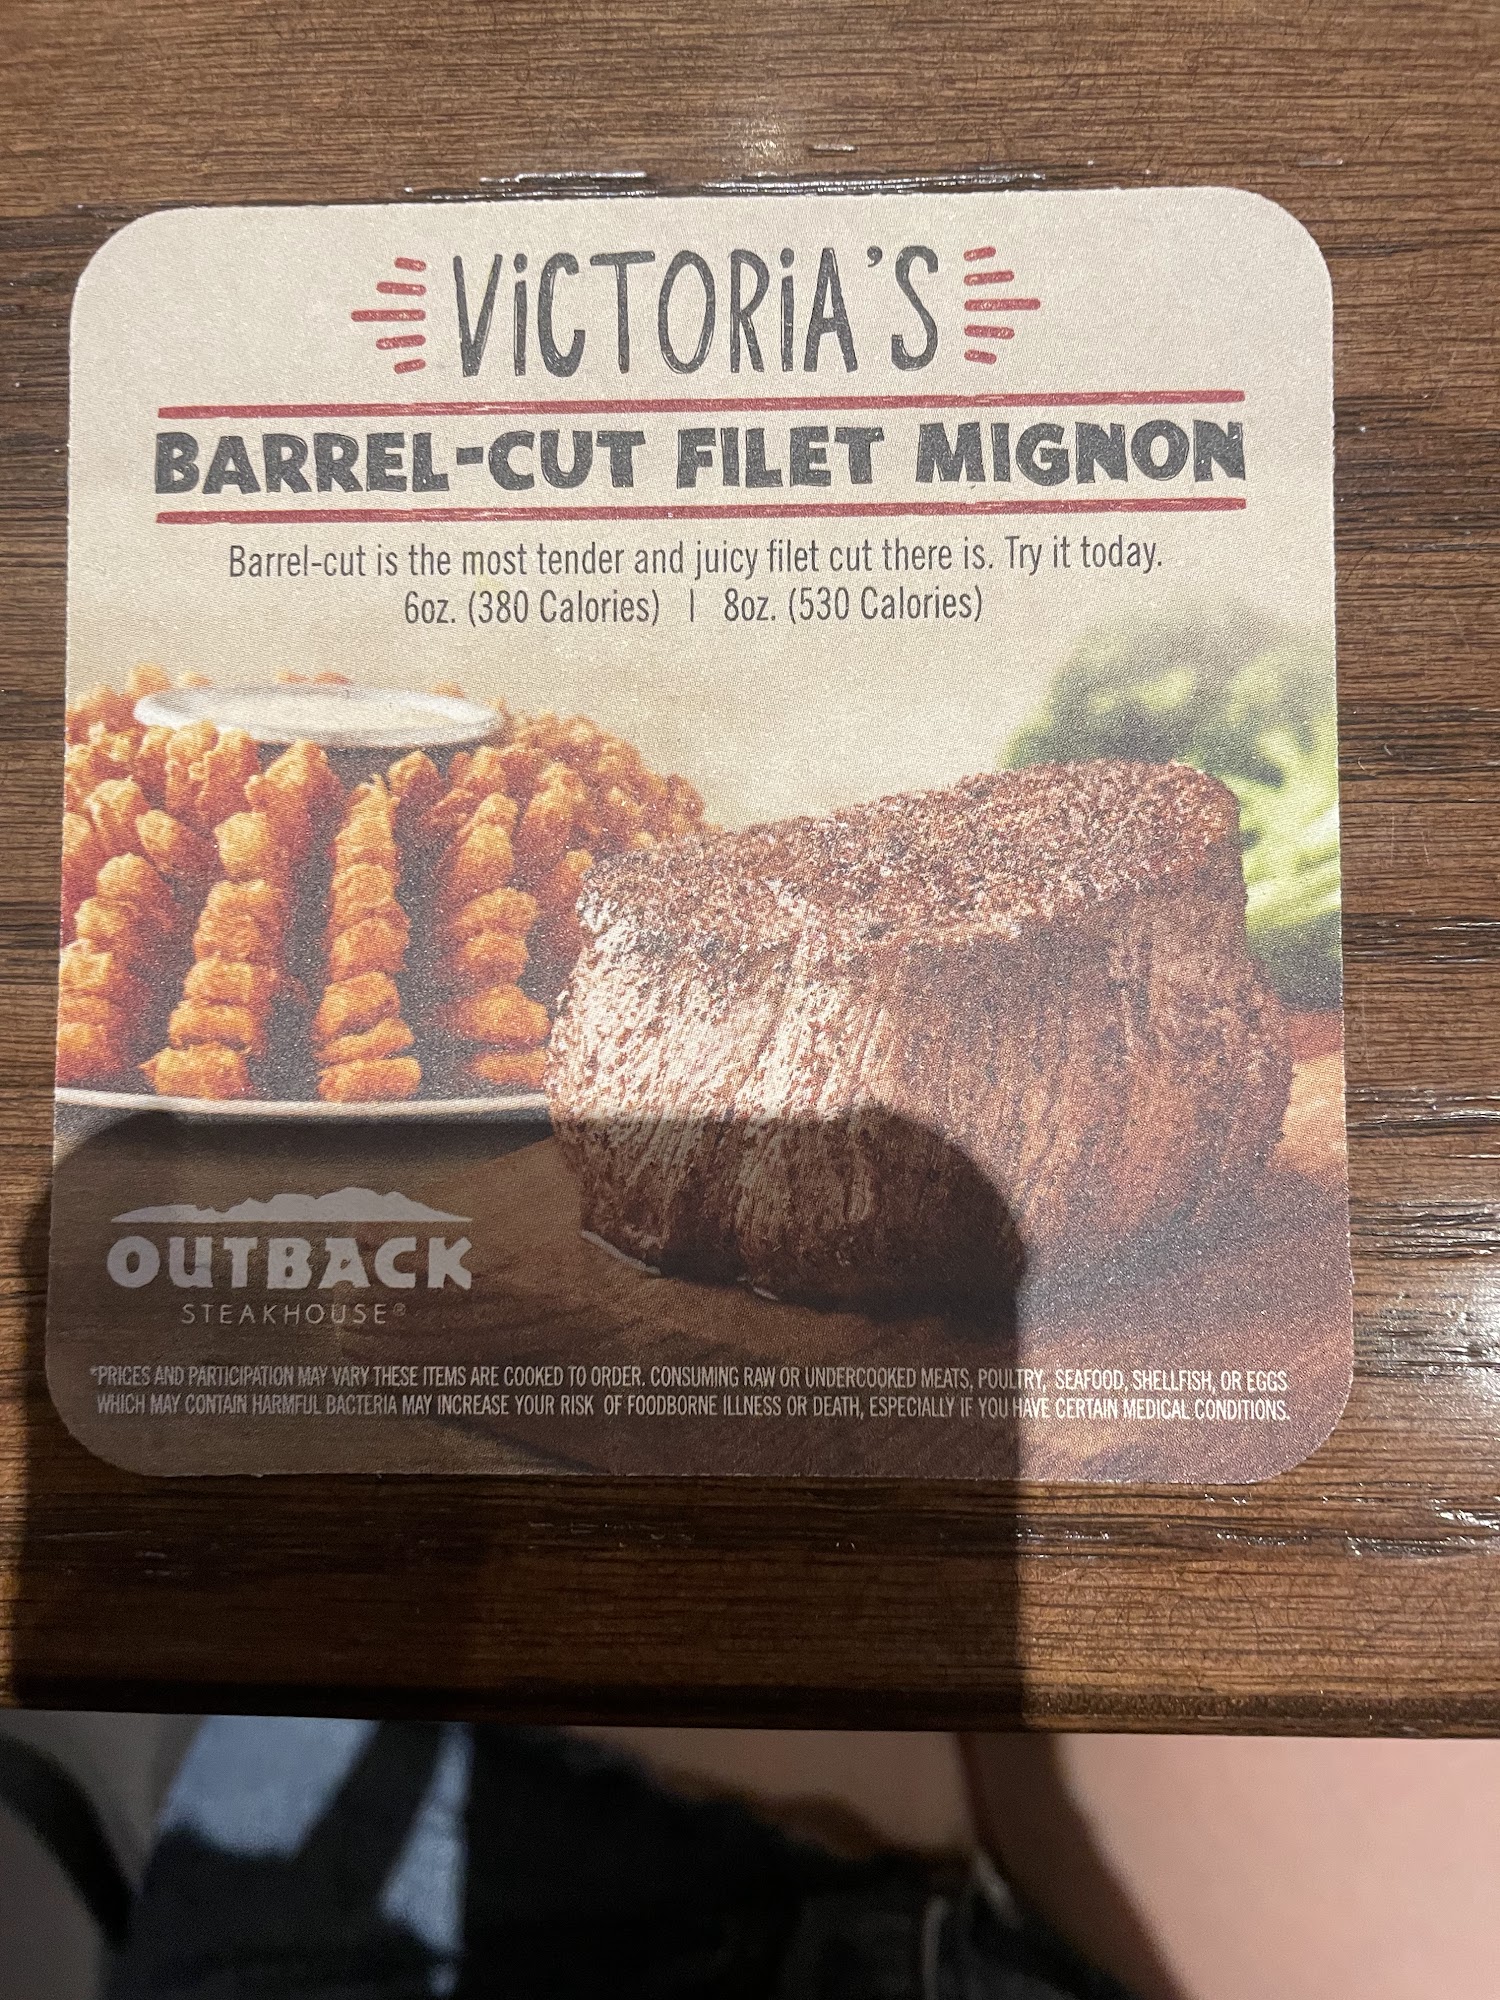 ViCTORiA'S
BARREL-CUT FILET MIGNON
Barrel-cut is the most tender and juicy filet cut there is. Try it today.
6oz. (380 Calories) | 8oz. (530 Calories)
OUTBACK
STEAKHOUSE®
*PRICES AND PARTICIPATION MAY VARY THESE ITEMS ARE COOKED TO ORDER. CONSUMING RAW OR UNDERCOOKED MEATS, POULTRY, SEAFOOD, SHELLFISH, OR EGGS
WHICH MAY CONTAIN HARMFUL BACTERIA MAY INCREASE YOUR RISK OF FOODBORNE ILLNESS OR DEATH, ESPECIALLY IF YOU HAVE CERTAIN MEDICAL CONDITIONS.